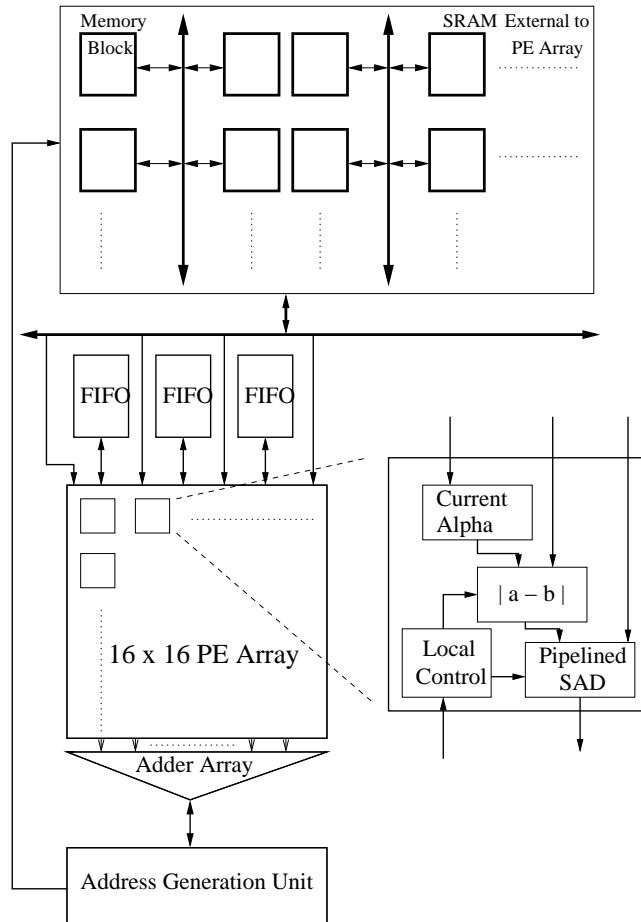 Memory
Block
SRAM External to
PE Array
FIFO
FIFO
FIFO
Current
Alpha
| a – b |
Local
Control
Pipelined
SAD
16 x 16 PE Array
Adder Array
Address Generation Unit